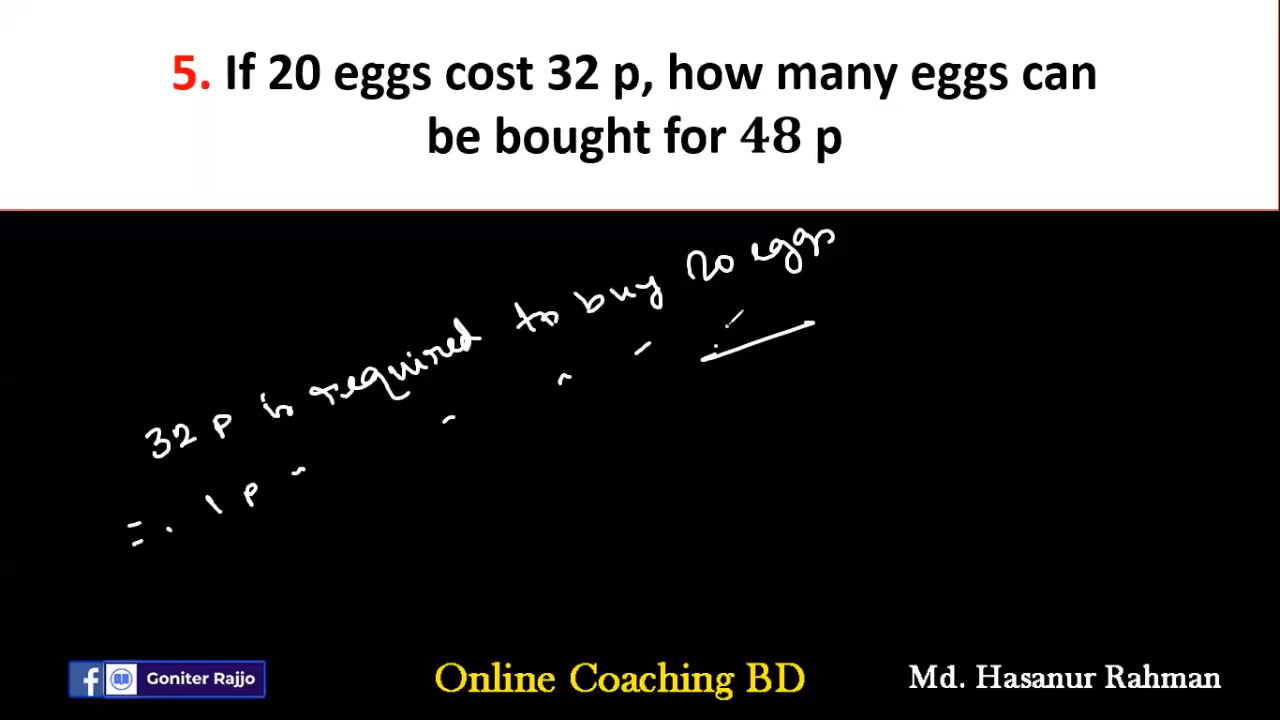 5. If 20 eggs cost 32 p, how many eggs can
be bought for 48 p
32 p is required to buy 20 eggs
1 p
Goniter Rajjo
Online Coaching BD
Md. Hasanur Rahman